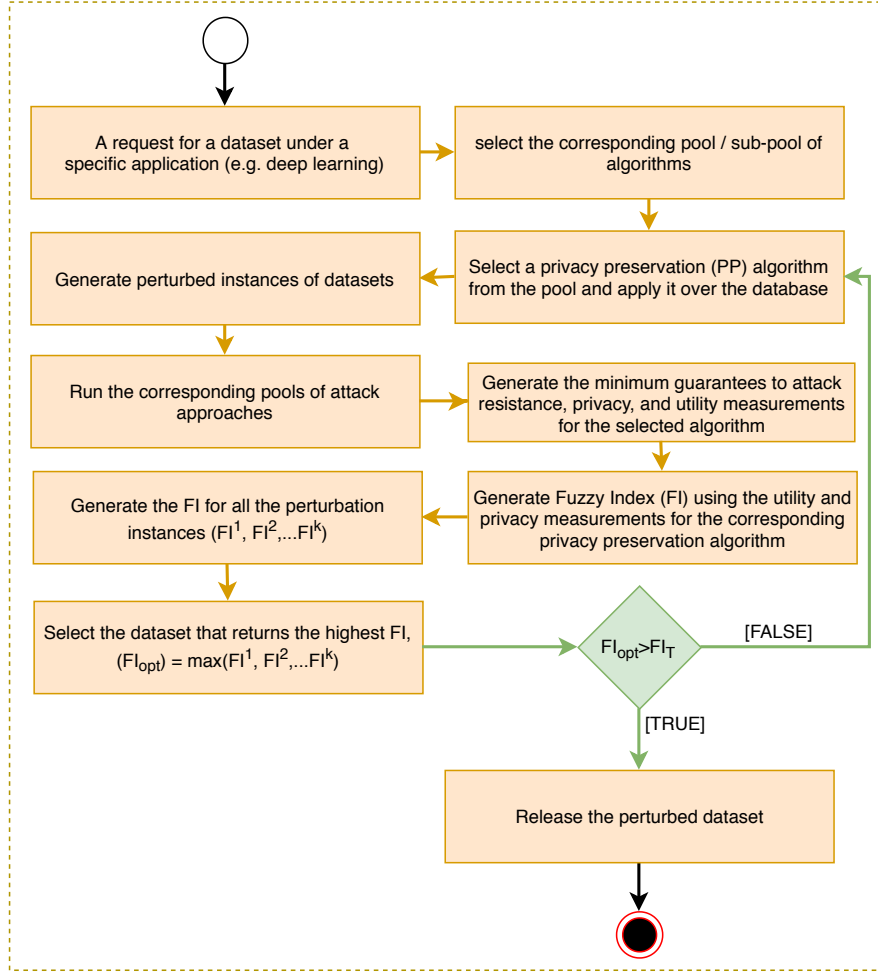 A request for a dataset under a
specific application (e.g. deep learning)
select the corresponding pool / sub-pool of
algorithms
Select a privacy preservation (PP) algorithm
from the pool and apply it over the database
Generate perturbed instances of datasets
Run the corresponding pools of attack
approaches
Generate the minimum guarantees to attack
resistance, privacy, and utility measurements
for the selected algorithm
Generate Fuzzy Index (FI) using the utility and
privacy measurements for the corresponding
privacy preservation algorithm
Generate the FI for all the perturbation
instances (FI¹, FI²,...FIᵏ)
Select the dataset that returns the highest FI,
(FI_opt) = max(FI¹, FI²,...FIᵏ)
FI_opt>FI_T
[FALSE]
[TRUE]
Release the perturbed dataset